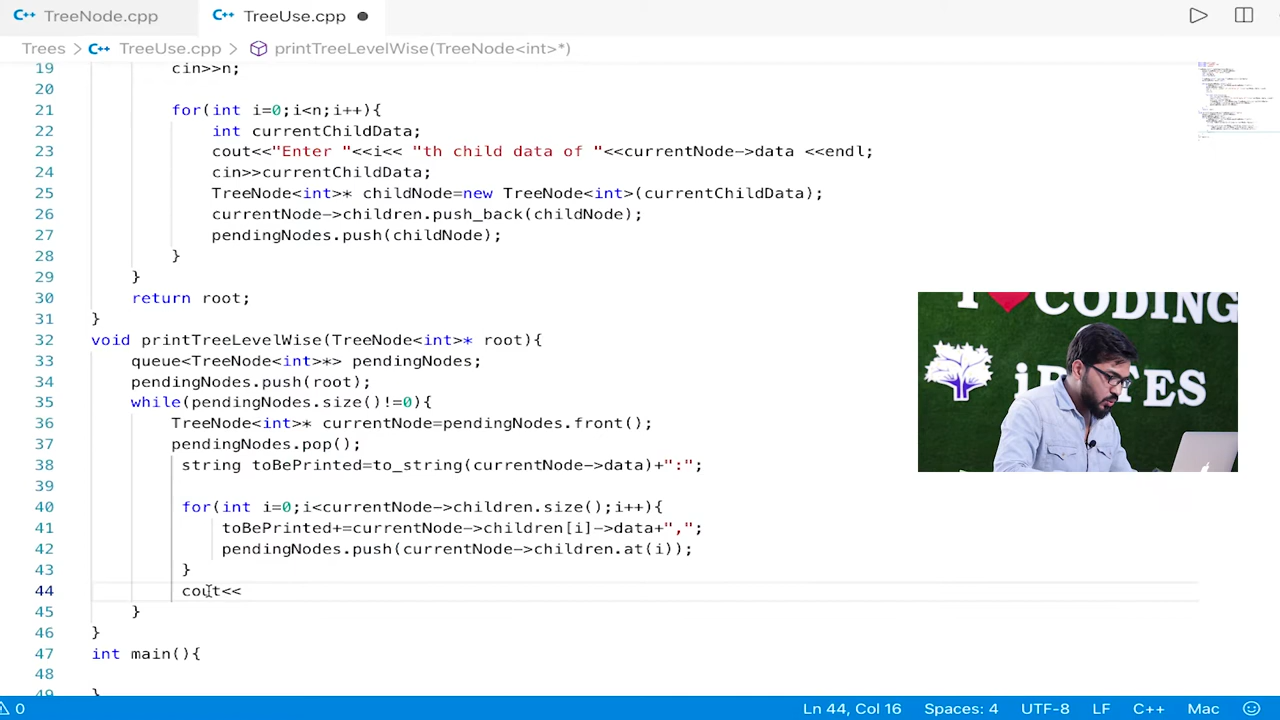 TreeNode.cpp TreeUse.cpp
Trees > TreeUse.cpp > printTreeLevelWise(TreeNode<int>*)
19 cin>>n;
20
21 for(int i=0;i<n;i++){
22 int currentChildData;
23 cout<<"Enter "<<i<< "th child data of "<<currentNode->data <<endl;
24 cin>>currentChildData;
25 TreeNode<int>* childNode=new TreeNode<int>(currentChildData);
26 currentNode->children.push_back(childNode);
27 pendingNodes.push(childNode);
28 }
29 }
30 return root;
31 }
32 void printTreeLevelWise(TreeNode<int>* root){
33 queue<TreeNode<int>*> pendingNodes;
34 pendingNodes.push(root);
35 while(pendingNodes.size()!=0){
36 TreeNode<int>* currentNode=pendingNodes.front();
37 pendingNodes.pop();
38 string toBePrinted=to_string(currentNode->data)+":";
39
40 for(int i=0;i<currentNode->children.size();i++){
41 toBePrinted+=currentNode->children[i]->data+",";
42 pendingNodes.push(currentNode->children.at(i));
43 }
44 cout<<
45 }
46 }
47 int main(){
48
49 }
I CODING
iBYTES
0 Ln 44, Col 16 Spaces: 4 UTF-8 LF C++ Mac